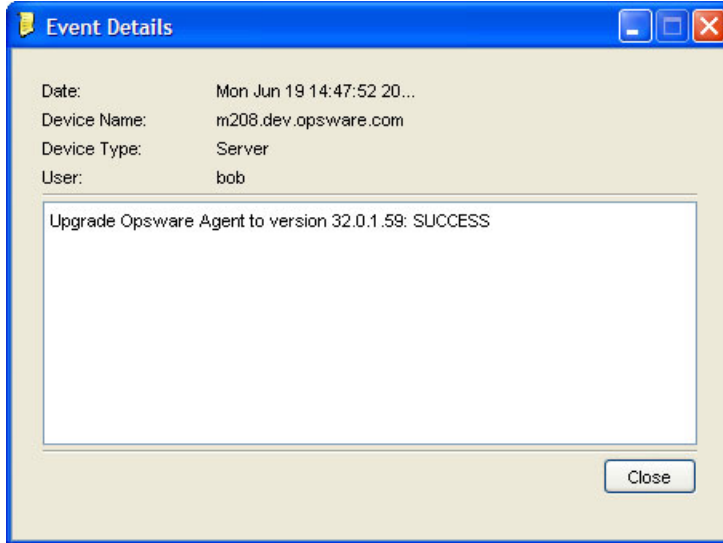 Event Details
Date: Mon Jun 19 14:47:52 20...
Device Name: m208.dev.opsware.com
Device Type: Server
User: bob
Upgrade Opsware Agent to version 32.0.1.59: SUCCESS
Close